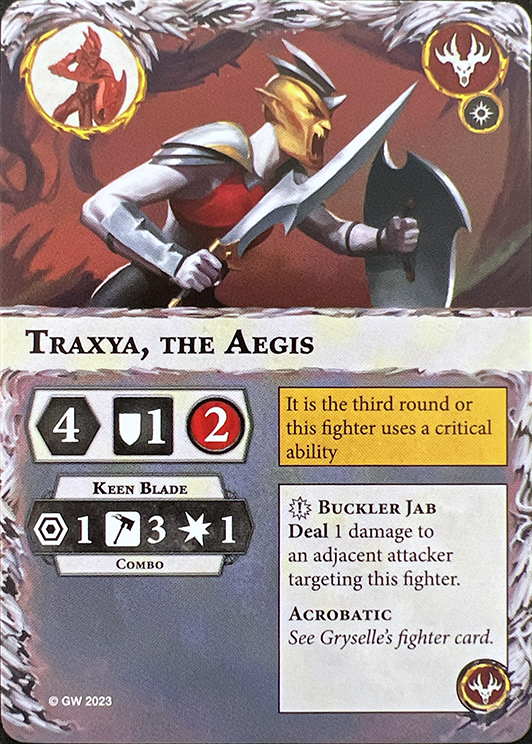 TRAXYA, THE AEGIS
4 1 2
KEEN BLADE
1 3 1
COMBO
It is the third round or
this fighter uses a critical
ability
BUCKLER JAB
Deal 1 damage to
an adjacent attacker
targeting this fighter.
ACROBATIC
See Gryselle's fighter card.
© GW 2023